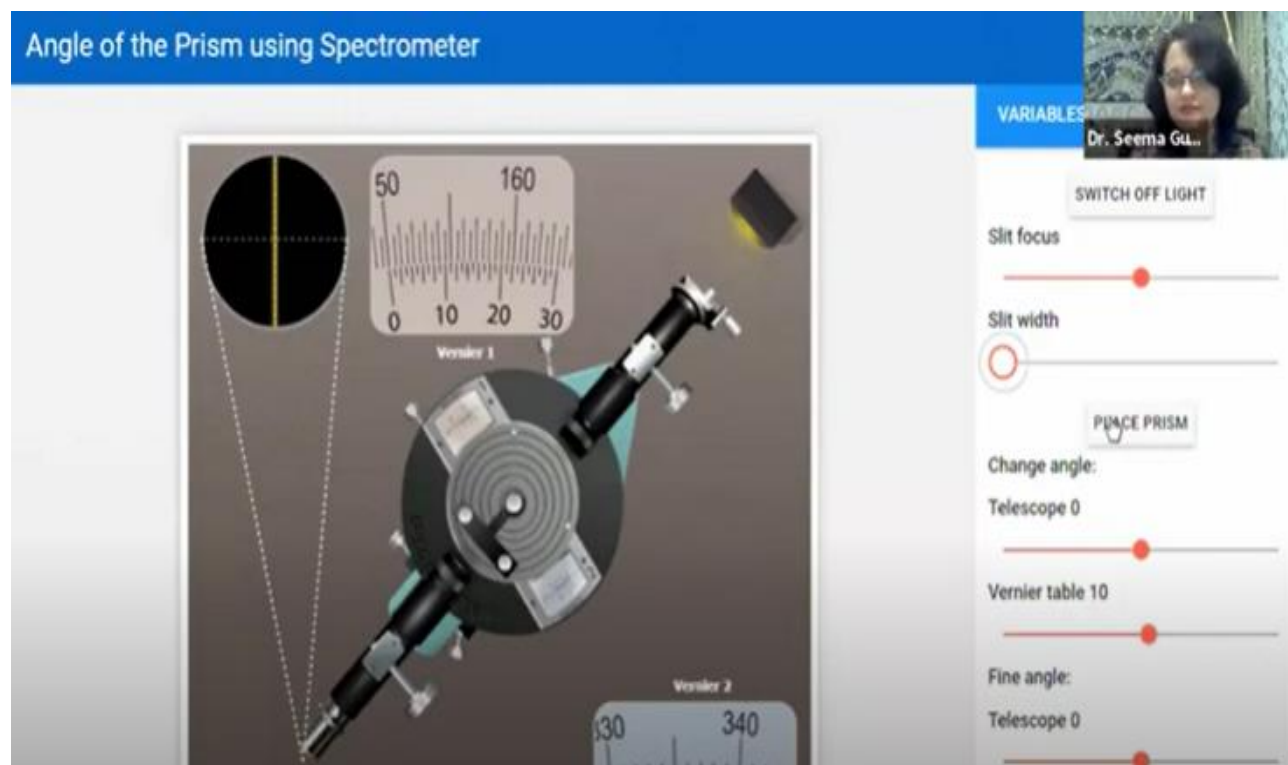 Angle of the Prism using Spectrometer
VARIABLES
Dr. Seema Gu...
SWITCH OFF LIGHT
Slit focus
Slit width
PLACE PRISM
Change angle:
Telescope 0
Vernier table 10
Fine angle:
Telescope 0
50 160
0 10 20 30
Vernier 1
Vernier 2
330 340